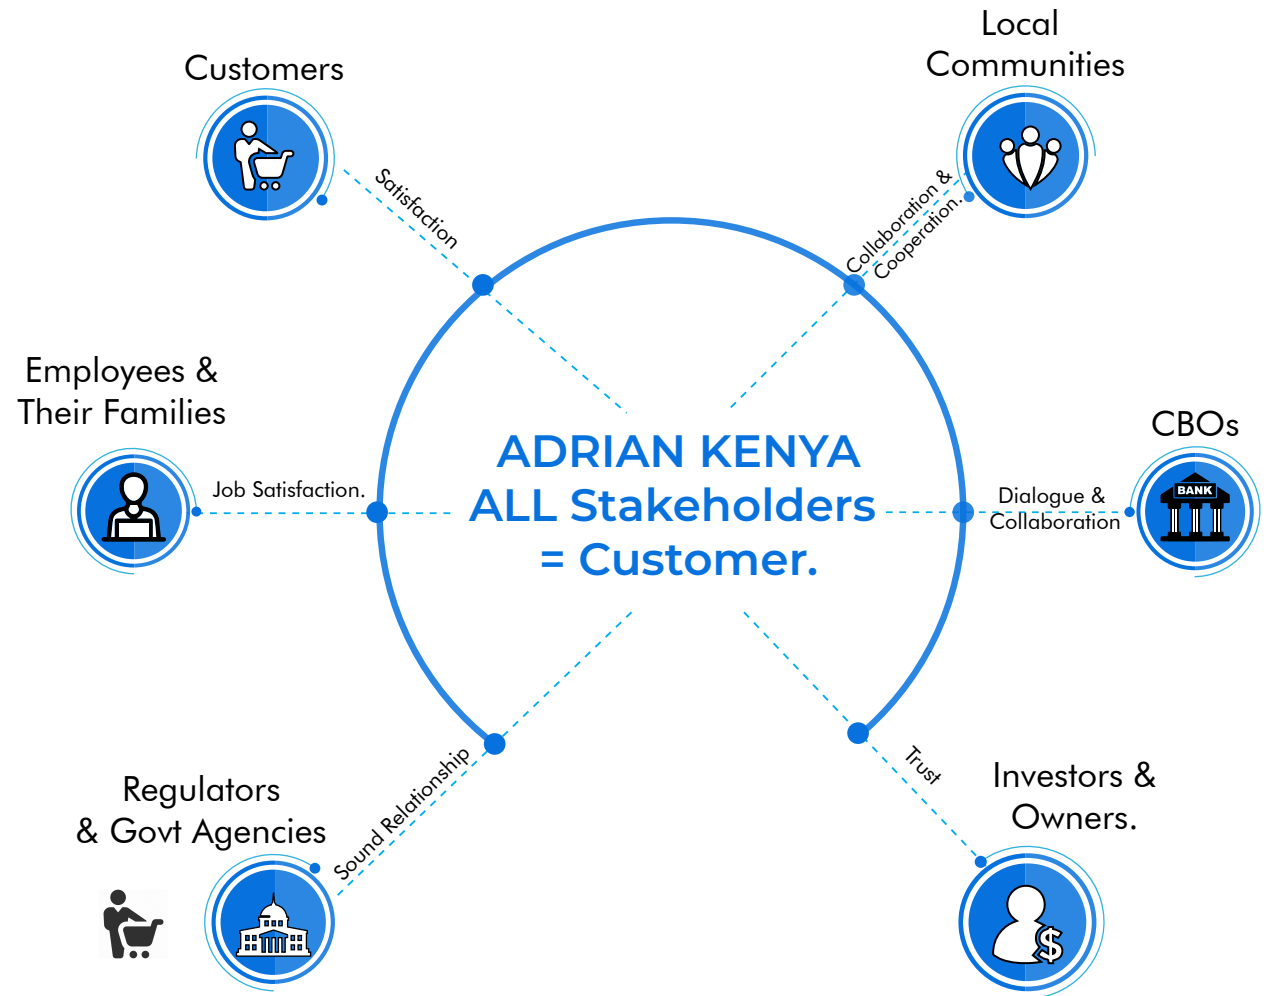 Local
Communities
Customers
Satisfaction
Collaboration &
Cooperation.
Employees &
Their Families
Job Satisfaction.
ADRIAN KENYA
ALL Stakeholders
= Customer.
CBOs
BANK
Dialogue &
Collaboration
Regulators
& Govt Agencies
Sound Relationship
Trust
Investors &
Owners.
$